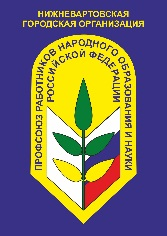 НИЖНЕВАРТОВСКАЯ
ГОРОДСКАЯ ОРГАНИЗАЦИЯ
ПРОФСОЮЗ РАБОТНИКОВ НАРОДНОГО ОБРАЗОВАНИЯ И НАУКИ
РОССИЙСКОЙ ФЕДЕРАЦИИ